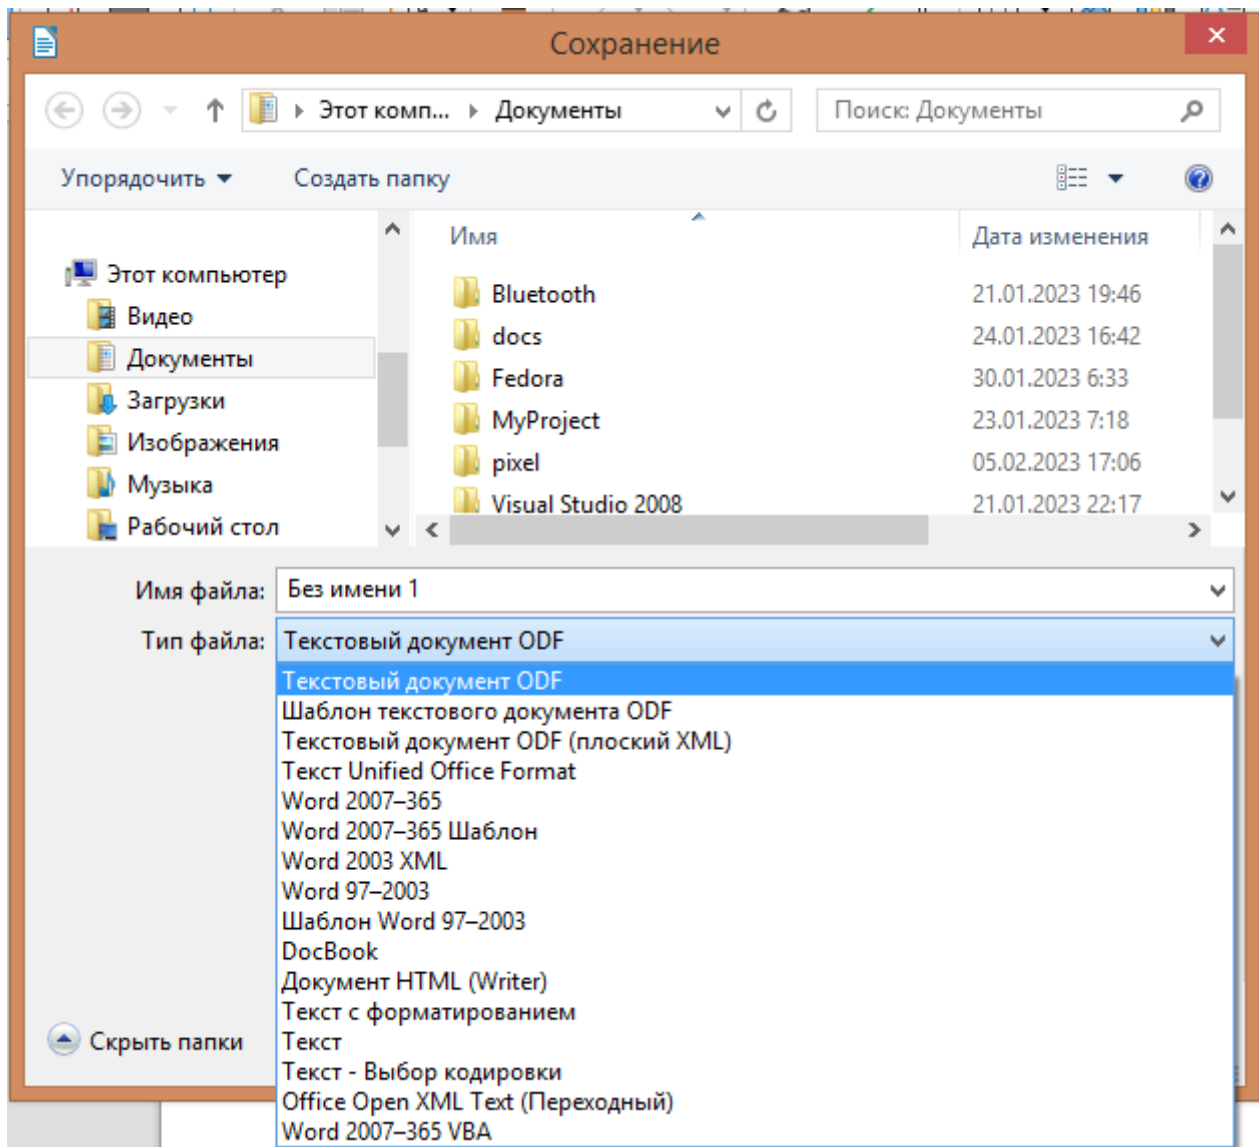 Сохранение
Этот комп... Документы
Поиск: Документы
Упорядочить
Создать папку
Имя
Дата изменения
Этот компьютер
Видео
Документы
Загрузки
Изображения
Музыка
Рабочий стол
Bluetooth 21.01.2023 19:46
docs 24.01.2023 16:42
Fedora 30.01.2023 6:33
MyProject 23.01.2023 7:18
pixel 05.02.2023 17:06
Visual Studio 2008 21.01.2023 22:17
Имя файла: Без имени 1
Тип файла: Текстовый документ ODF
Текстовый документ ODF
Шаблон текстового документа ODF
Текстовый документ ODF (плоский XML)
Текст Unified Office Format
Word 2007–365
Word 2007–365 Шаблон
Word 2003 XML
Word 97–2003
Шаблон Word 97–2003
DocBook
Документ HTML (Writer)
Текст с форматированием
Текст
Текст - Выбор кодировки
Office Open XML Text (Переходный)
Word 2007–365 VBA
Скрыть папки